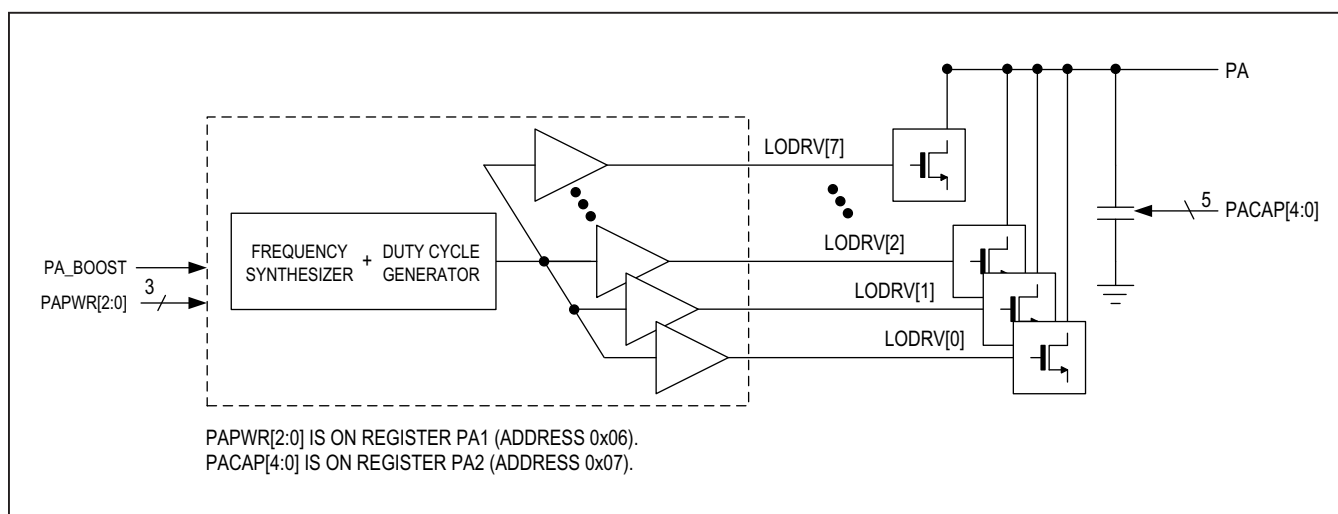 PA
LODRV[7]
5
PACAP[4:0]
LODRV[2]
PA_BOOST
FREQUENCY SYNTHESIZER + DUTY CYCLE GENERATOR
3
PAPWR[2:0]
LODRV[1]
LODRV[0]
PAPWR[2:0] IS ON REGISTER PA1 (ADDRESS 0x06).
PACAP[4:0] IS ON REGISTER PA2 (ADDRESS 0x07).